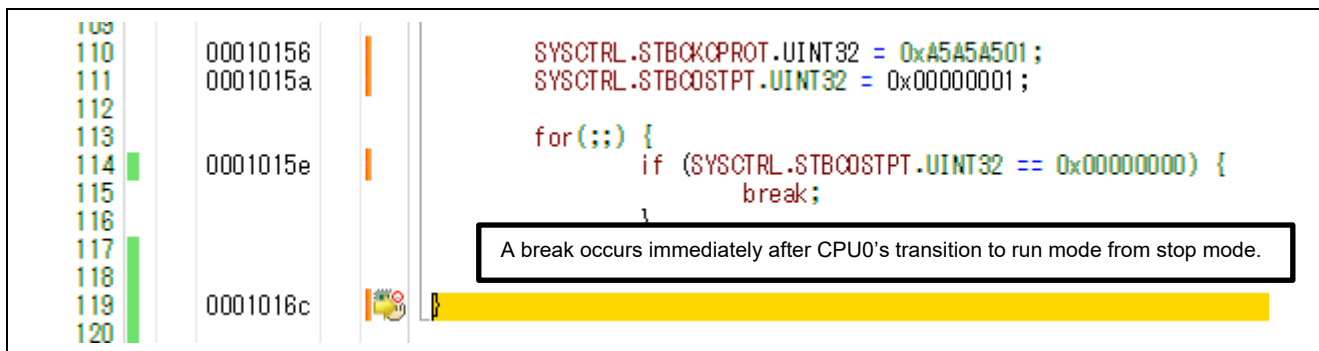 109
110 00010156 SYSCTRL.STBCKCPROT.UINT32 = 0xA5A5A501;
111 0001015a SYSCTRL.STBC0STPT.UINT32 = 0x00000001;
112
113 for(;;) {
114 0001015e if (SYSCTRL.STBC0STPT.UINT32 == 0x00000000) {
115 break;
116 }
117 A break occurs immediately after CPU0’s transition to run mode from stop mode.
118
119 0001016c }
120